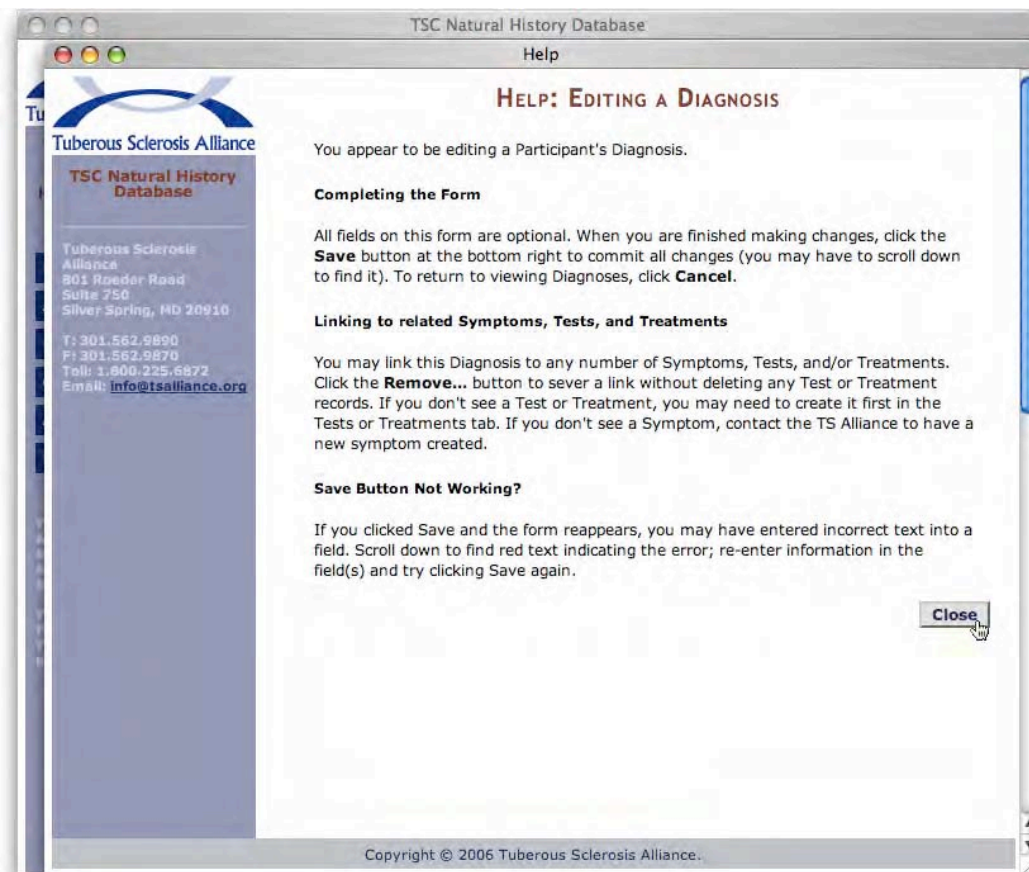 TSC Natural History Database
Help
Tu
Tuberous Sclerosis Alliance
TSC Natural History
Database
Tuberous Sclerosis
Alliance
801 Roeder Road
Suite 750
Silver Spring, MD 20910
T: 301.562.9890
F: 301.562.9870
Toll: 1.800.225.6872
Email: info@tsalliance.org
HELP: EDITING A DIAGNOSIS
You appear to be editing a Participant's Diagnosis.
Completing the Form
All fields on this form are optional. When you are finished making changes, click the
Save button at the bottom right to commit all changes (you may have to scroll down
to find it). To return to viewing Diagnoses, click Cancel.
Linking to related Symptoms, Tests, and Treatments
You may link this Diagnosis to any number of Symptoms, Tests, and/or Treatments.
Click the Remove... button to sever a link without deleting any Test or Treatment
records. If you don't see a Test or Treatment, you may need to create it first in the
Tests or Treatments tab. If you don't see a Symptom, contact the TS Alliance to have a
new symptom created.
Save Button Not Working?
If you clicked Save and the form reappears, you may have entered incorrect text into a
field. Scroll down to find red text indicating the error; re-enter information in the
field(s) and try clicking Save again.
Close
Copyright © 2006 Tuberous Sclerosis Alliance.